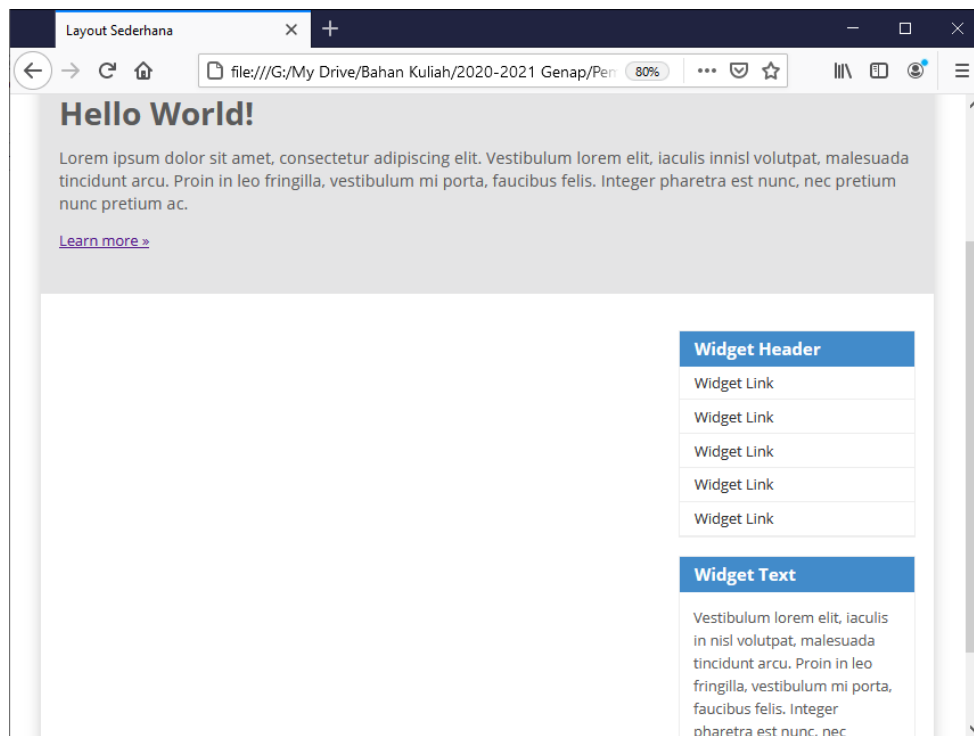 Layout Sederhana
file:///G:/My Drive/Bahan Kuliah/2020-2021 Genap/Pen
80%
Hello World!
Lorem ipsum dolor sit amet, consectetur adipiscing elit. Vestibulum lorem elit, iaculis innisl volutpat, malesuada
tincidunt arcu. Proin in leo fringilla, vestibulum mi porta, faucibus felis. Integer pharetra est nunc, nec pretium
nunc pretium ac.
Learn more »
Widget Header
Widget Link
Widget Link
Widget Link
Widget Link
Widget Link
Widget Text
Vestibulum lorem elit, iaculis
in nisl volutpat, malesuada
tincidunt arcu. Proin in leo
fringilla, vestibulum mi porta,
faucibus felis. Integer
pharetra est nunc, nec